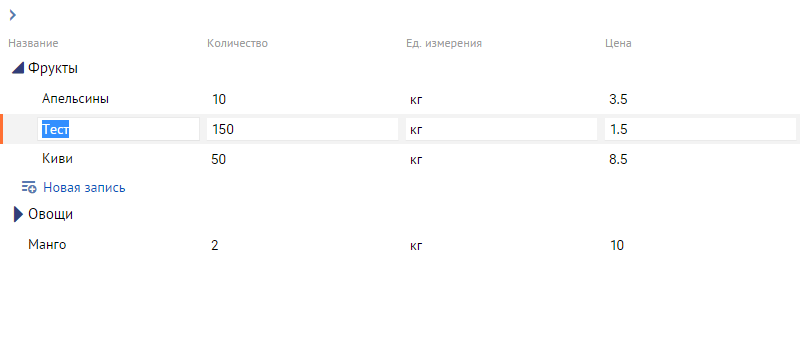 Название Количество Ед. измерения Цена
Фрукты
Апельсины 10 кг 3.5
Тест 150 кг 1.5
Киви 50 кг 8.5
Новая запись
Овощи
Манго 2 кг 10